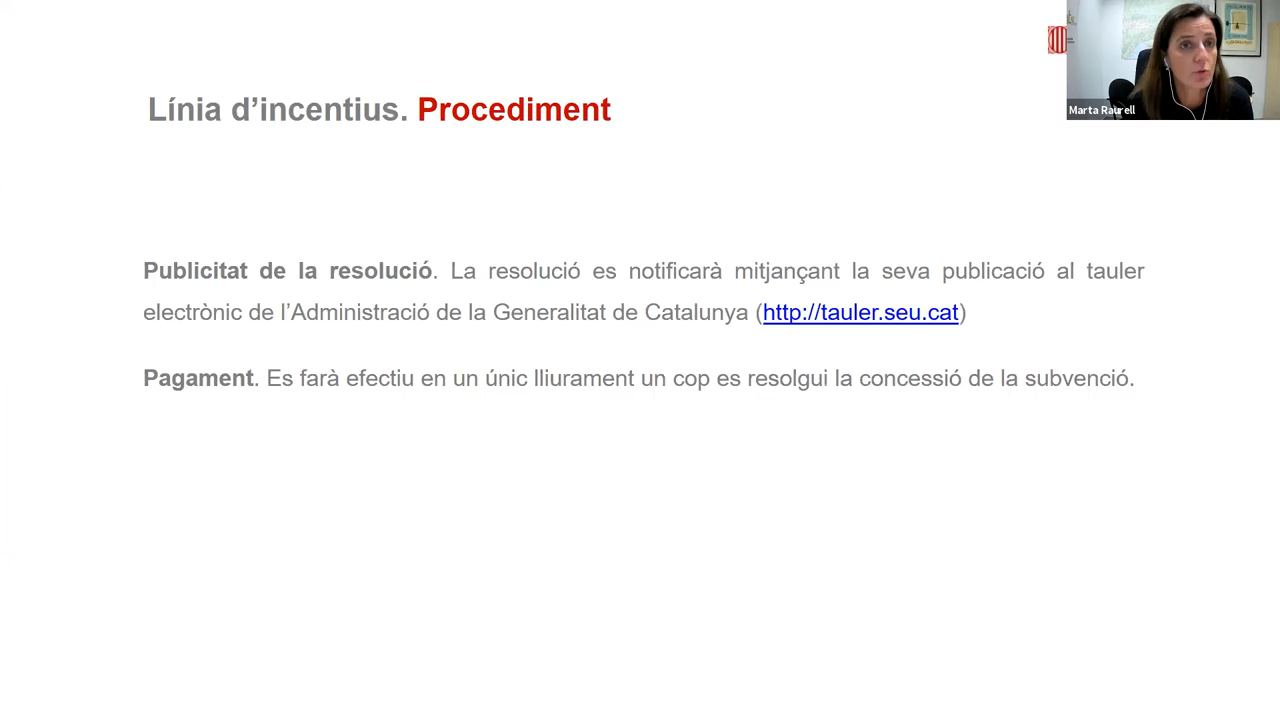 Línia d’incentius. Procediment
Marta Raurell
Publicitat de la resolució. La resolució es notificarà mitjançant la seva publicació al tauler
electrònic de l’Administració de la Generalitat de Catalunya (http://tauler.seu.cat)
Pagament. Es farà efectiu en un únic lliurament un cop es resolgui la concessió de la subvenció.